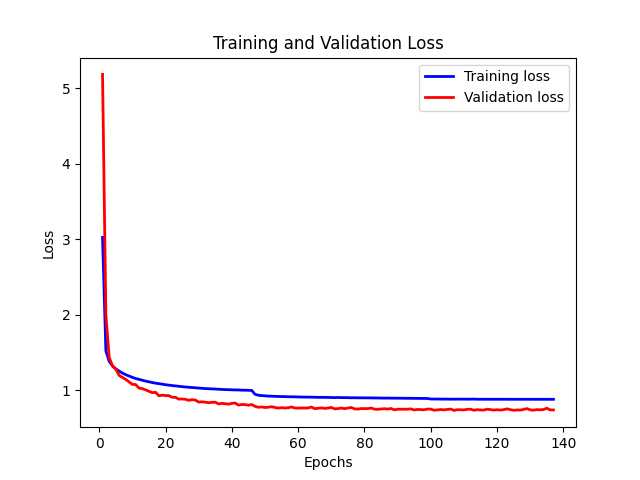 Training and Validation Loss
Training loss
Validation loss
Loss
5
4
3
2
1
0 20 40 60 80 100 120 140
Epochs